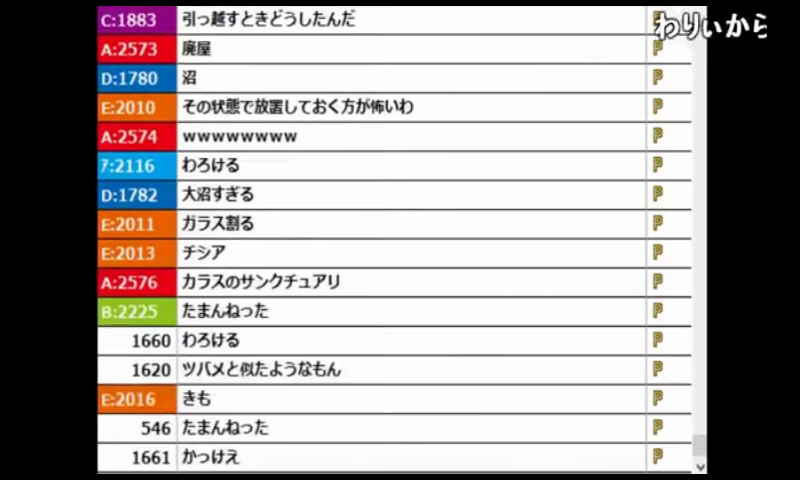 わりぃから
C:1883 引っ越すときどうしたんだ P
A:2573 廃屋 P
D:1780 沼 P
E:2010 その状態で放置しておく方が怖いわ P
A:2574 wwwwwwww P
ｱ:2116 わろける P
D:1782 大沼すぎる P
E:2011 ガラス割る P
E:2013 チシア P
A:2576 カラスのサンクチュアリ P
B:2225 たまんねった P
1660 わろける P
1620 ツバメと似たようなもん P
E:2016 きも P
546 たまんねった P
1661 かっけえ P